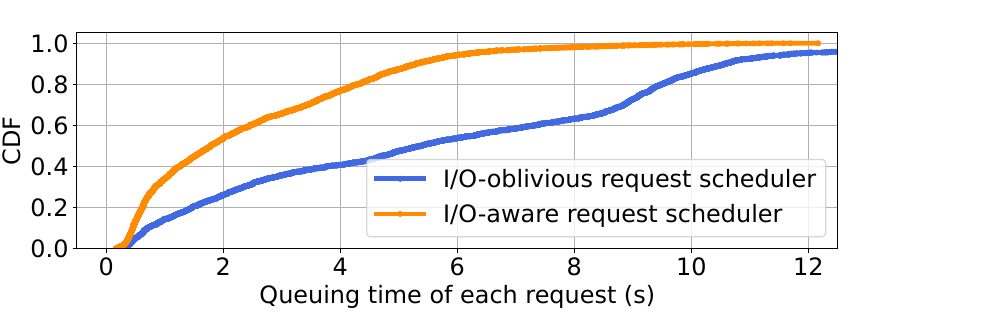 1.0
0.8
0.6
0.4
0.2
0.0
CDF
I/O-oblivious request scheduler
I/O-aware request scheduler
0 2 4 6 8 10 12
Queuing time of each request (s)